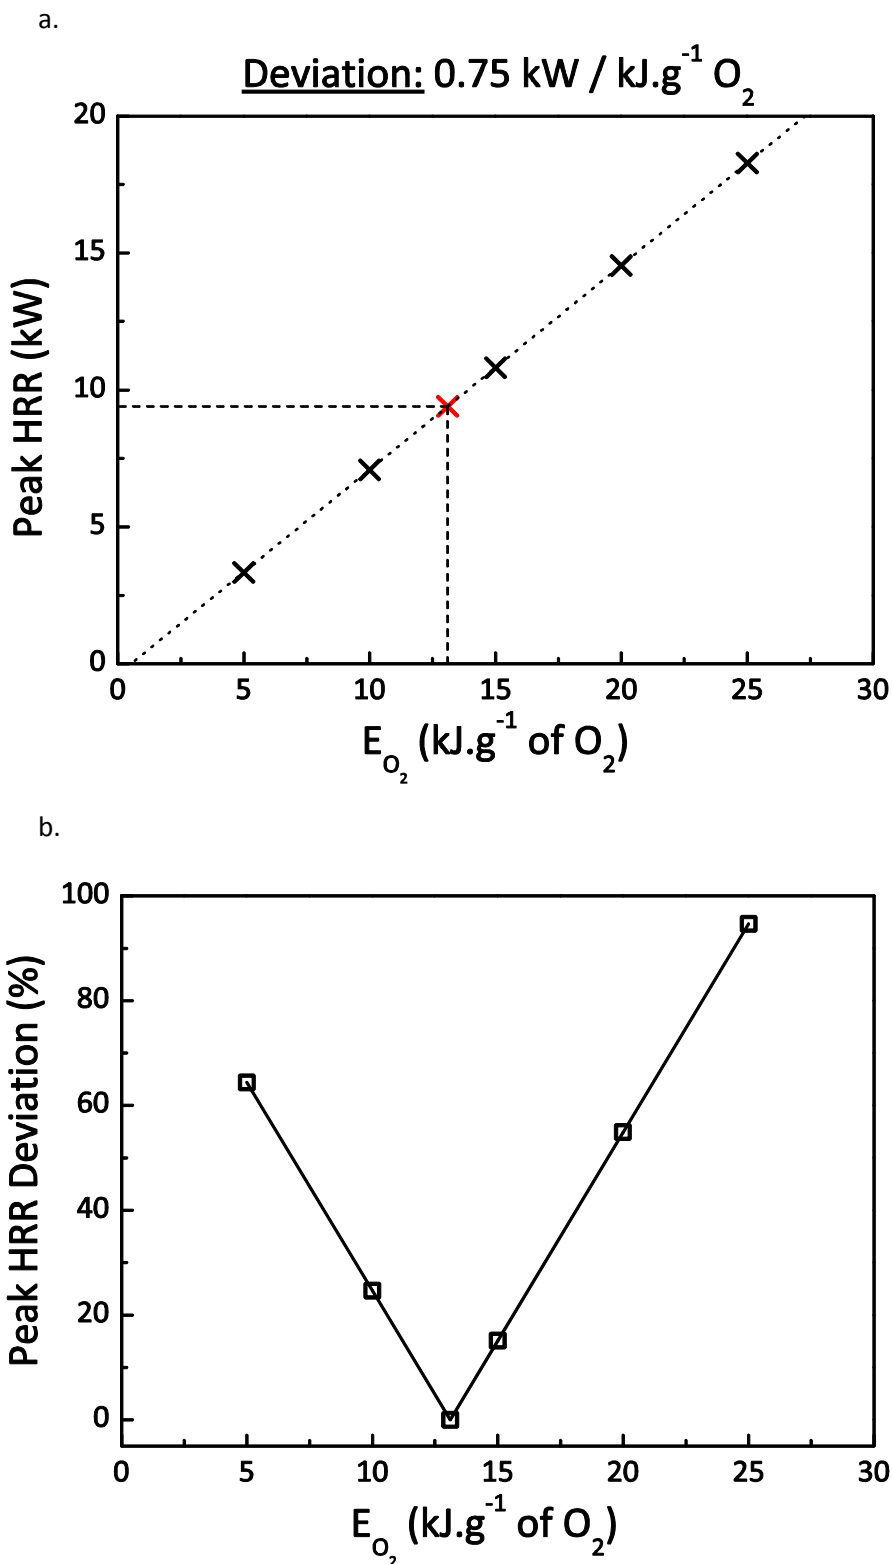 a.
Deviation: 0.75 kW / kJ.g⁻¹ O₂
20
15
10
5
0
Peak HRR (kW)
0 5 10 15 20 25 30
E_O₂ (kJ.g⁻¹ of O₂)
b.
100
80
60
40
20
0
Peak HRR Deviation (%)
0 5 10 15 20 25 30
E_O₂ (kJ.g⁻¹ of O₂)